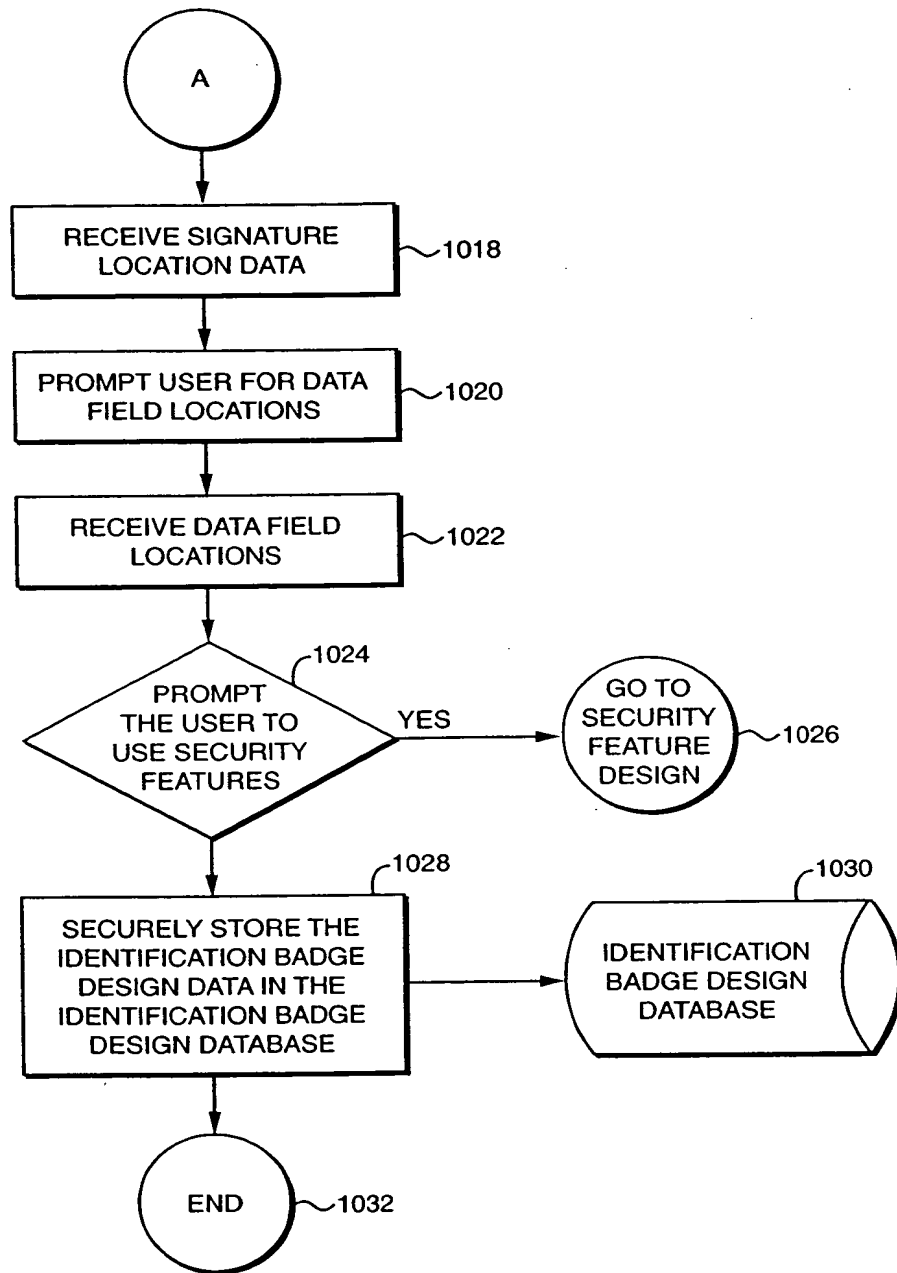 A
RECEIVE SIGNATURE
LOCATION DATA
1018
PROMPT USER FOR DATA
FIELD LOCATIONS
1020
RECEIVE DATA FIELD
LOCATIONS
1022
1024
PROMPT
THE USER TO
USE SECURITY
FEATURES
YES
GO TO
SECURITY
FEATURE
DESIGN
1026
1028
SECURELY STORE THE
IDENTIFICATION BADGE
DESIGN DATA IN THE
IDENTIFICATION BADGE
DESIGN DATABASE
1030
IDENTIFICATION
BADGE DESIGN
DATABASE
END
1032